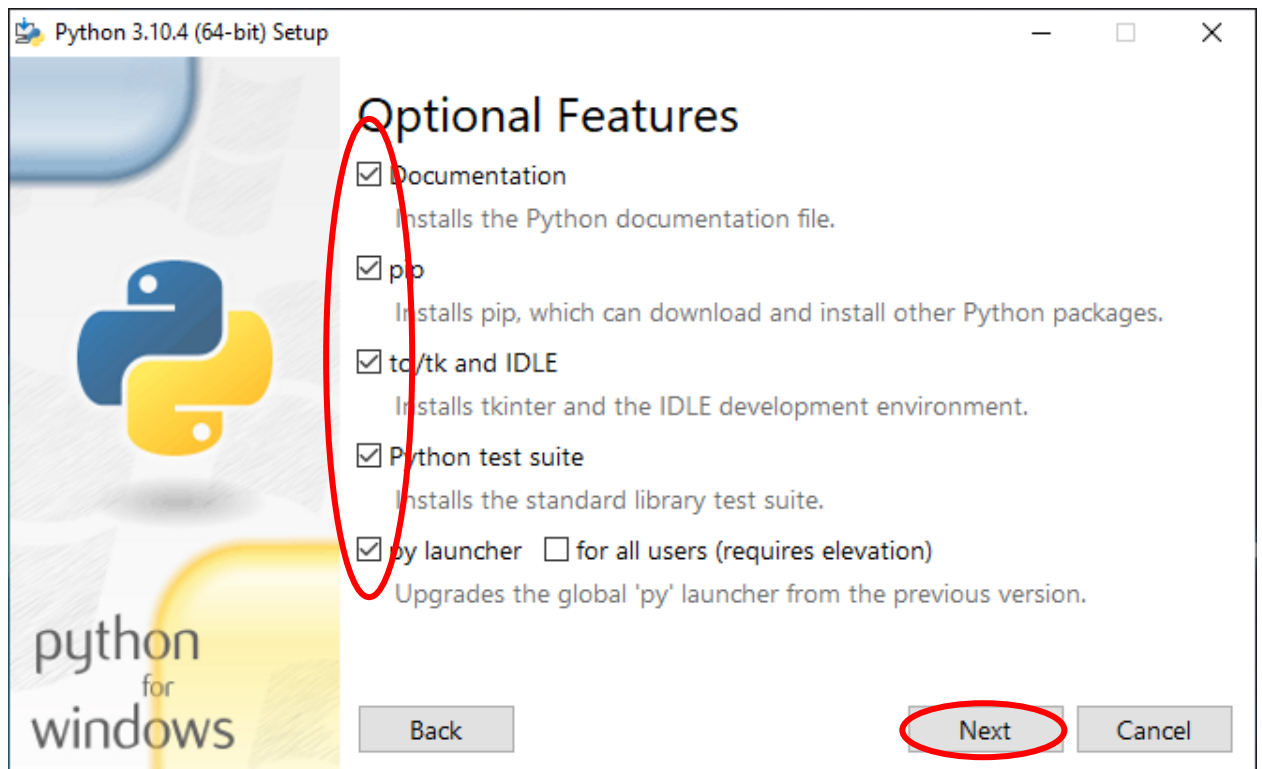 Python 3.10.4 (64-bit) Setup
Optional Features
Documentation
Installs the Python documentation file.
pip
Installs pip, which can download and install other Python packages.
tcl/tk and IDLE
Installs tkinter and the IDLE development environment.
Python test suite
Installs the standard library test suite.
py launcher for all users (requires elevation)
Upgrades the global 'py' launcher from the previous version.
python
for
windows
Back Next Cancel